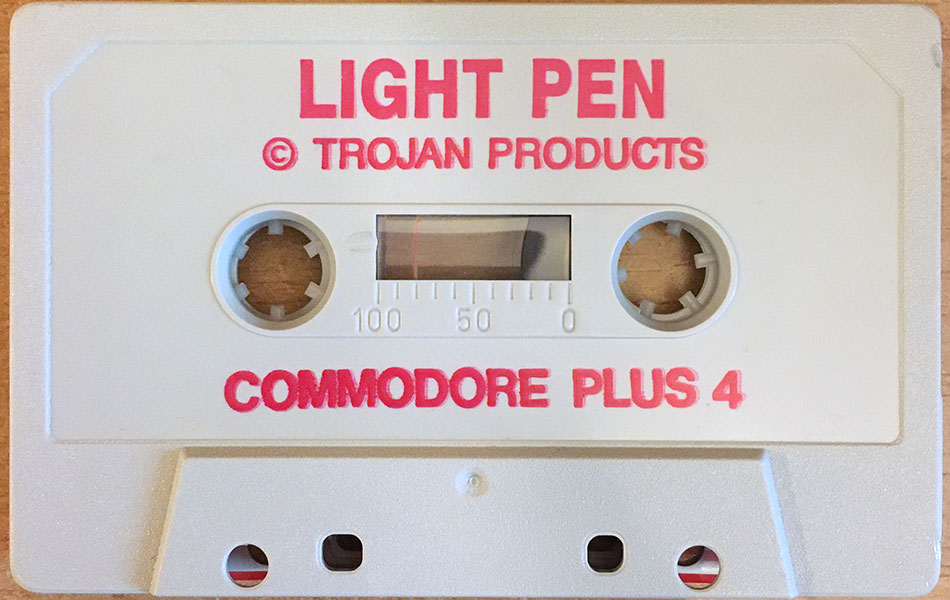 LIGHT PEN
© TROJAN PRODUCTS
100 50 0
COMMODORE PLUS 4